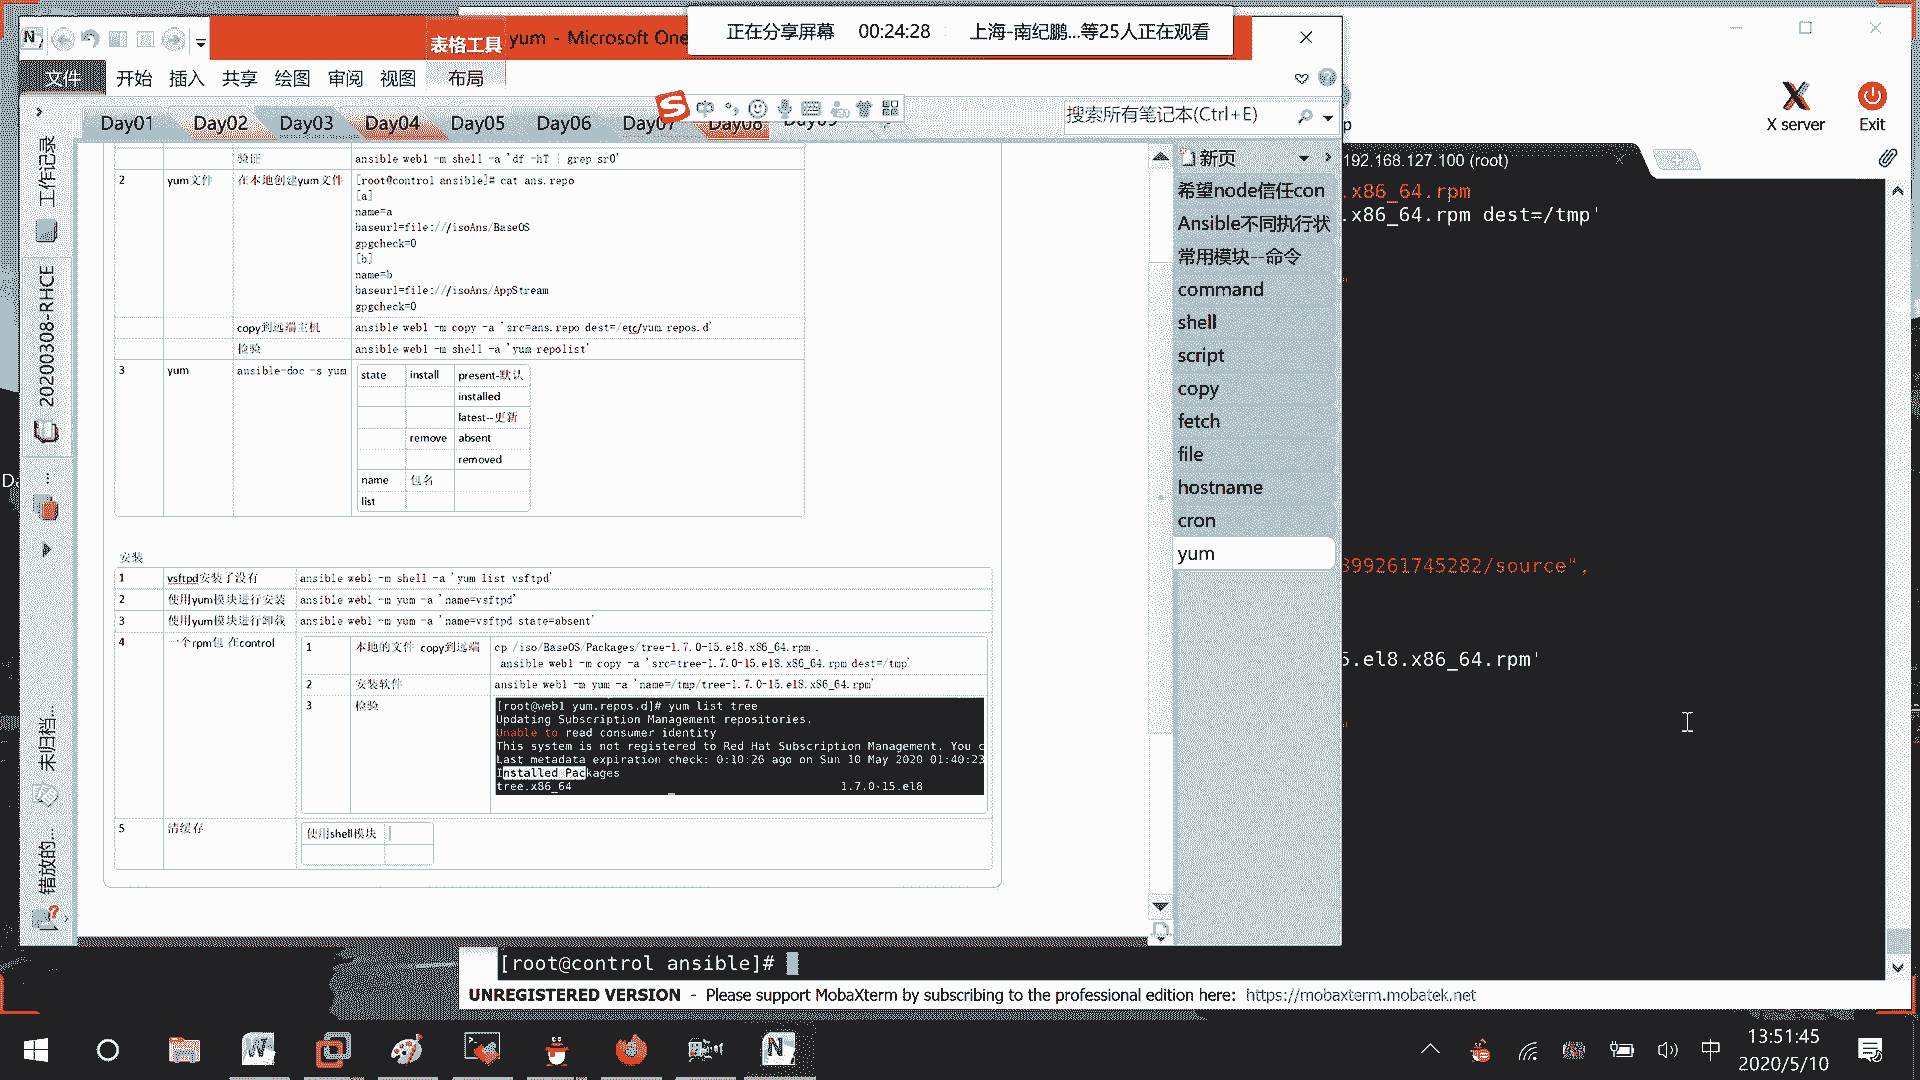 正在分享屏幕 00:24:28 上海-南纪鹏...等25人正在观看
表格工具 yum - Microsoft One
文件 开始 插入 共享 绘图 审阅 视图 布局
Day01 Day02 Day03 Day04 Day05 Day06 Day07 Day08
搜索所有笔记本(Ctrl+E)
工作记录
20200308-RHCE
未归档...
错放的...
验证 ansible web1 -m shell -a 'df -hT | grep sr0'
2 yum文件 在本地创建yum文件 [root@control ansible]# cat ans.repo
[a]
name=a
baseurl=file:///isoAns/BaseOS
gpgcheck=0
[b]
name=b
baseurl=file:///isoAns/AppStream
gpgcheck=0
copy到远端主机 ansible web1 -m copy -a 'src=ans.repo dest=/etc/yum.repos.d'
检验 ansible web1 -m shell -a 'yum repolist'
3 yum ansible-doc -s yum state install present-默认
installed
latest--更新
remove absent
removed
name 包名
list
安装
1 vsftpd安装了没有 ansible web1 -m shell -a 'yum list vsftpd'
2 使用yum模块进行安装 ansible web1 -m yum -a 'name=vsftpd'
3 使用yum模块进行卸载 ansible web1 -m yum -a 'name=vsftpd state=absent'
4 一个rpm包 在control 1 本地的文件 copy到远端 cp /iso/BaseOS/Packages/tree-1.7.0-15.el8.x86_64.rpm .
ansible web1 -m copy -a 'src=tree-1.7.0-15.el8.x86_64.rpm dest=/tmp'
2 安装软件 ansible web1 -m yum -a 'name=/tmp/tree-1.7.0-15.el8.x86_64.rpm'
3 检验 [root@web1 yum.repos.d]# yum list tree
Updating Subscription Management repositories.
Unable to read consumer identity
This system is not registered to Red Hat Subscription Management. You c
Last metadata expiration check: 0:10:26 ago on Sun 10 May 2020 01:40:23
Installed Packages
tree.x86_64 1.7.0-15.el8
5 清缓存 使用shell模块
新页
希望node信任con
Ansible不同执行状
常用模块--命令
command
shell
script
copy
fetch
file
hostname
cron
yum
X server Exit
192.168.127.100 (root)
.x86_64.rpm
.x86_64.rpm dest=/tmp'
399261745282/source",
5.el8.x86_64.rpm'
[root@control ansible]#
UNREGISTERED VERSION - Please support MobaXterm by subscribing to the professional edition here: https://mobaxterm.mobatek.net
中 13:51:45
2020/5/10